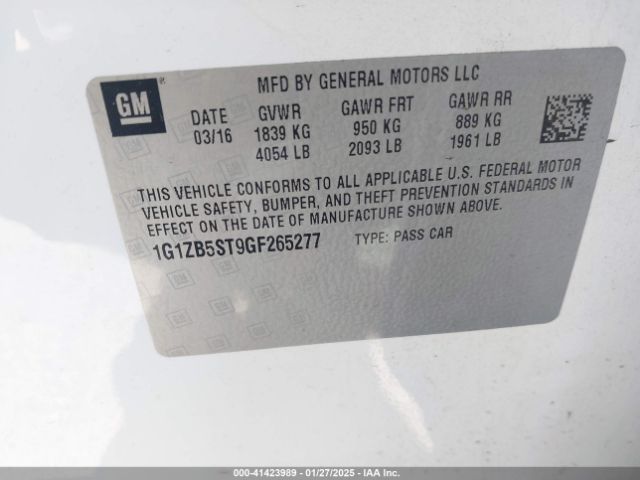 GM
MFD BY GENERAL MOTORS LLC
DATE GVWR GAWR FRT GAWR RR
03/16 1839 KG 950 KG 889 KG
4054 LB 2093 LB 1961 LB
THIS VEHICLE CONFORMS TO ALL APPLICABLE U.S. FEDERAL MOTOR
VEHICLE SAFETY, BUMPER, AND THEFT PREVENTION STANDARDS IN
EFFECT ON THE DATE OF MANUFACTURE SHOWN ABOVE.
1G1ZB5ST9GF265277 TYPE: PASS CAR
000-41423989 - 01/27/2025 - IAAI.COM